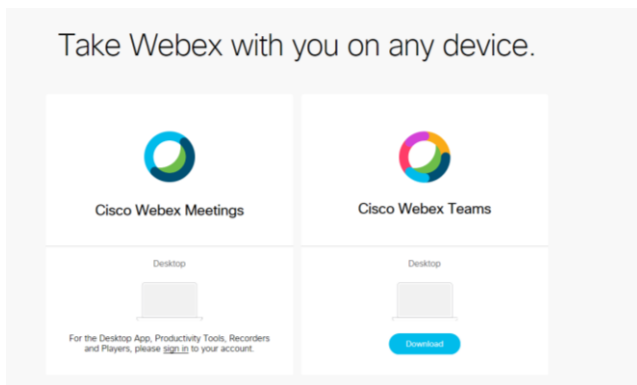 Take Webex with you on any device.
Cisco Webex Meetings
Cisco Webex Teams
Desktop
For the Desktop App, Productivity Tools, Recorders
and Players, please sign in to your account.
Desktop
Download